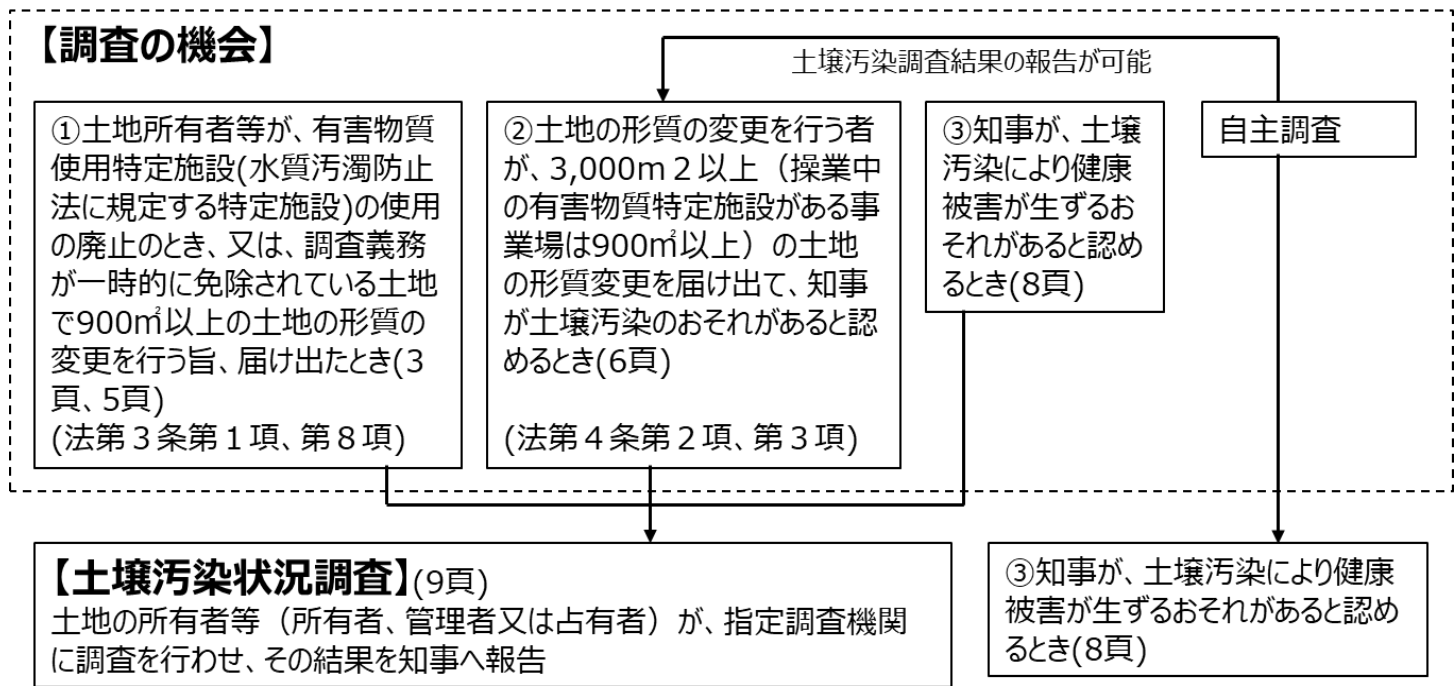 【調査の機会】
土壌汚染調査結果の報告が可能
①土地所有者等が、有害物質
使用特定施設(水質汚濁防止
法に規定する特定施設)の使用
の廃止のとき、又は、調査義務
が一時的に免除されている土地
で900㎡以上の土地の形質の
変更を行う旨、届け出たとき(3
頁、5頁)
(法第３条第１項、第８項)
②土地の形質の変更を行う者
が、3,000ｍ２以上（操業中
の有害物質特定施設がある事
業場は900㎡以上）の土地
の形質変更を届け出て、知事
が土壌汚染のおそれがあると認
めるとき(6頁)
(法第４条第２項、第３項)
③知事が、土壌
汚染により健康
被害が生ずるお
それがあると認め
るとき(8頁)
自主調査
【土壌汚染状況調査】(9頁)
土地の所有者等（所有者、管理者又は占有者）が、指定調査機関
に調査を行わせ、その結果を知事へ報告
③知事が、土壌汚染により健康
被害が生ずるおそれがあると認め
るとき(8頁)